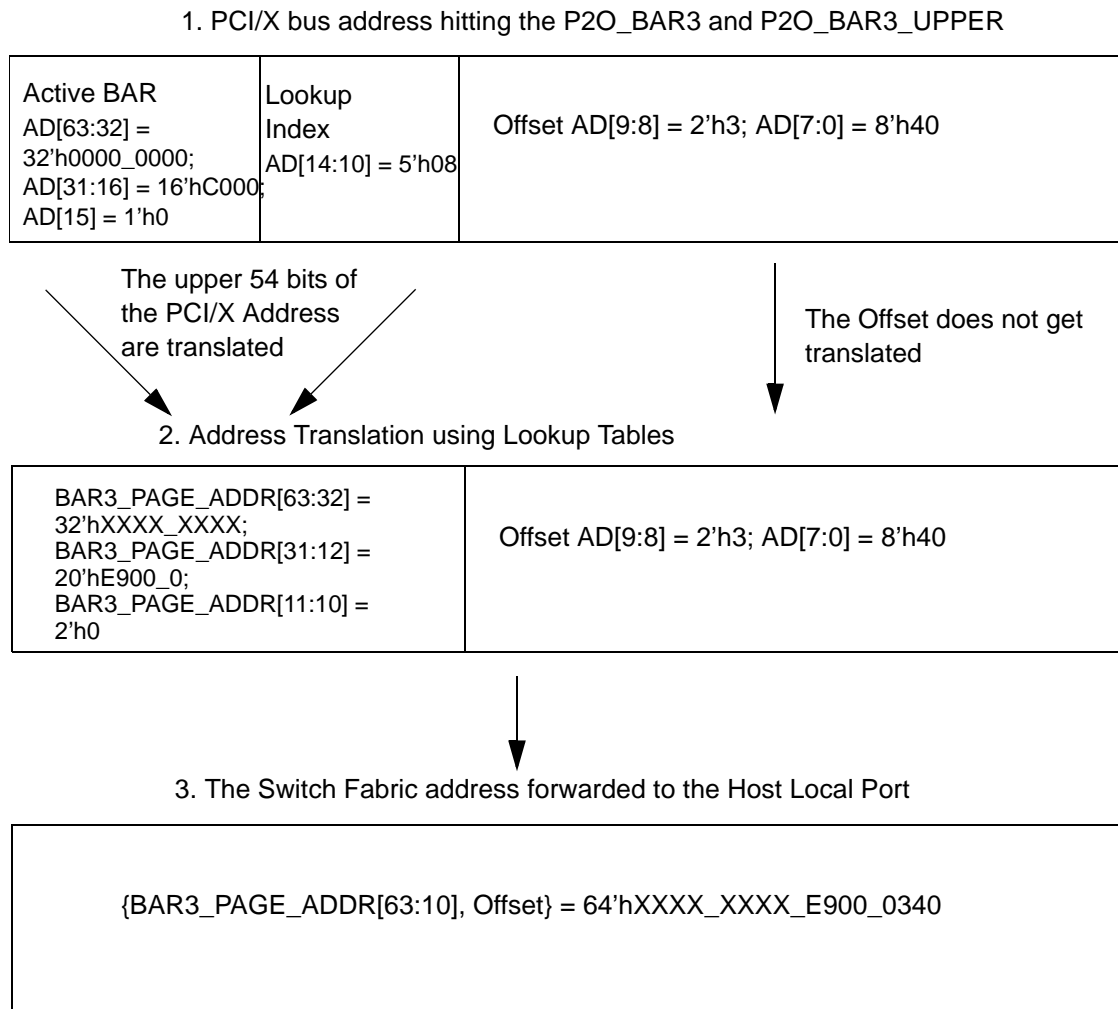 1. PCI/X bus address hitting the P2O_BAR3 and P2O_BAR3_UPPER
Active BAR
AD[63:32] =
32’h0000_0000;
AD[31:16] = 16’hC000;
AD[15] = 1’h0
Lookup
Index
AD[14:10] = 5’h08
Offset AD[9:8] = 2’h3; AD[7:0] = 8’h40
The upper 54 bits of
the PCI/X Address
are translated
The Offset does not get
translated
2. Address Translation using Lookup Tables
BAR3_PAGE_ADDR[63:32] =
32’hXXXX_XXXX;
BAR3_PAGE_ADDR[31:12] =
20’hE900_0;
BAR3_PAGE_ADDR[11:10] =
2’h0
Offset AD[9:8] = 2’h3; AD[7:0] = 8’h40
3. The Switch Fabric address forwarded to the Host Local Port
{BAR3_PAGE_ADDR[63:10], Offset} = 64’hXXXX_XXXX_E900_0340